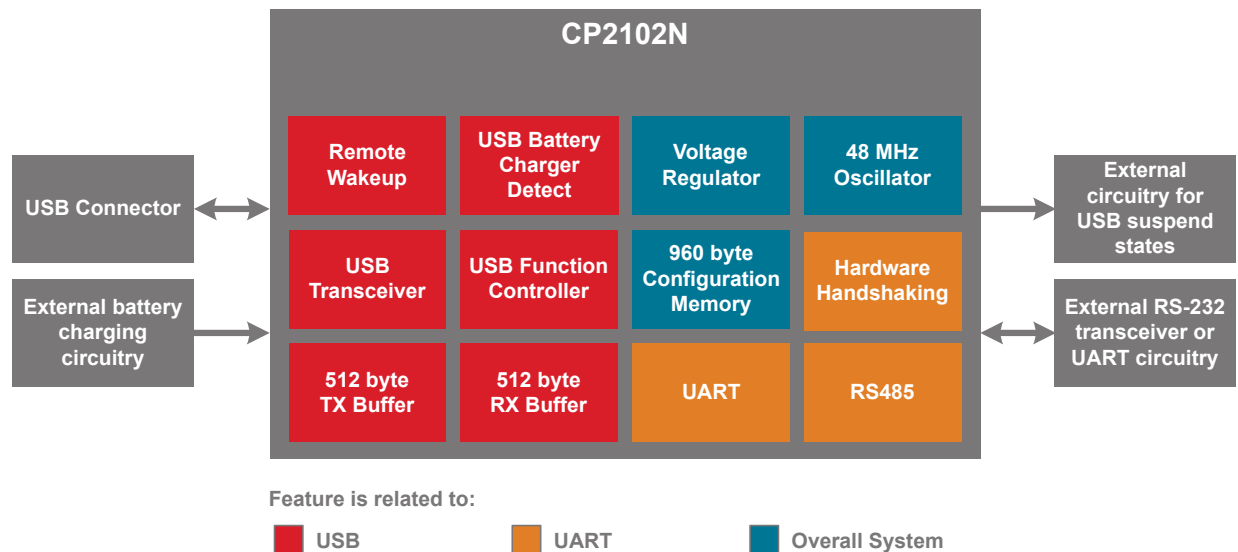 CP2102N
Remote
Wakeup
USB Battery
Charger
Detect
Voltage
Regulator
48 MHz
Oscillator
USB Connector
External
circuitry for
USB suspend
states
USB
Transceiver
USB Function
Controller
960 byte
Configuration
Memory
Hardware
Handshaking
External battery
charging
circuitry
External RS-232
transceiver or
UART circuitry
512 byte
TX Buffer
512 byte
RX Buffer
UART
RS485
Feature is related to:
USB
UART
Overall System